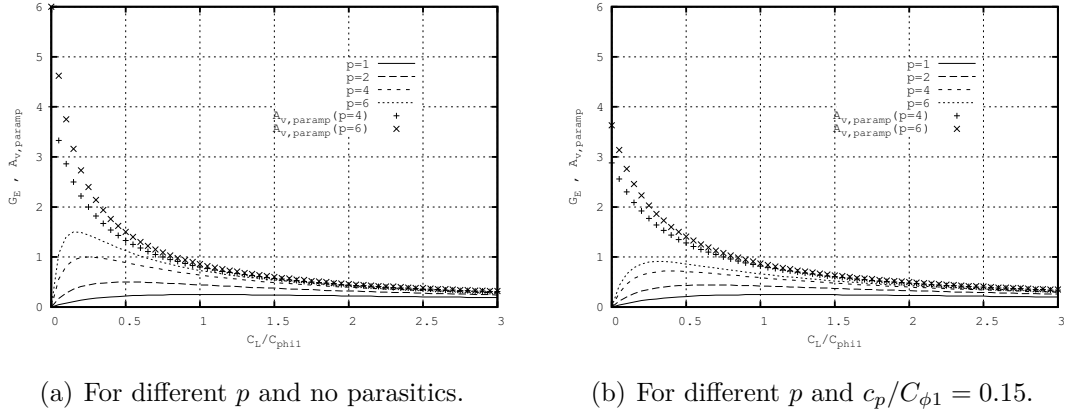 6
5
4
3
2
1
0
G_E , A_v,paramp
0 0.5 1 1.5 2 2.5 3
C_L/C_phi1
p=1
p=2
p=4
p=6
A_v,paramp(p=4)
A_v,paramp(p=6)
(a) For different p and no parasitics.
6
5
4
3
2
1
0
G_E , A_v,paramp
0 0.5 1 1.5 2 2.5 3
C_L/C_phi1
p=1
p=2
p=4
p=6
A_v,paramp(p=4)
A_v,paramp(p=6)
(b) For different p and c_p/C_ϕ1 = 0.15.